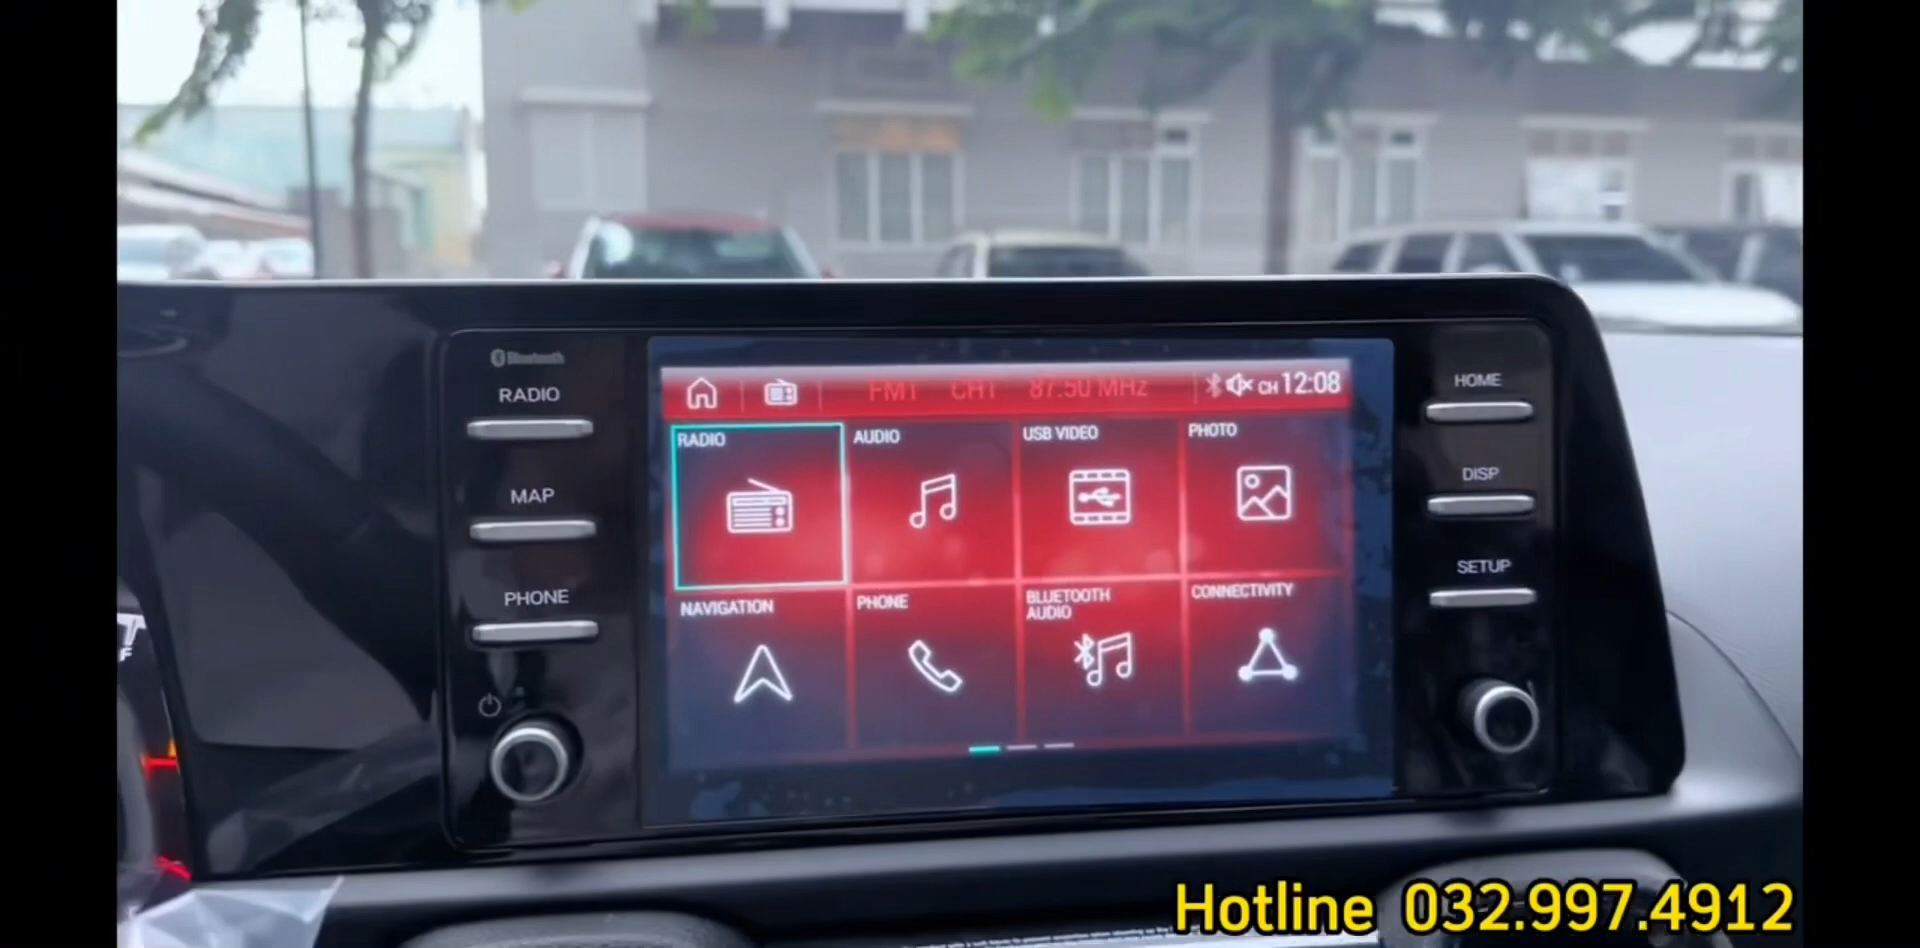 Bluetooth
RADIO
MAP
PHONE
FM1 CH1 87.50 MHz
CH 12:08
RADIO
AUDIO
USB VIDEO
PHOTO
NAVIGATION
PHONE
BLUETOOTH
AUDIO
CONNECTIVITY
HOME
DISP
SETUP
Hotline 032.997.4912